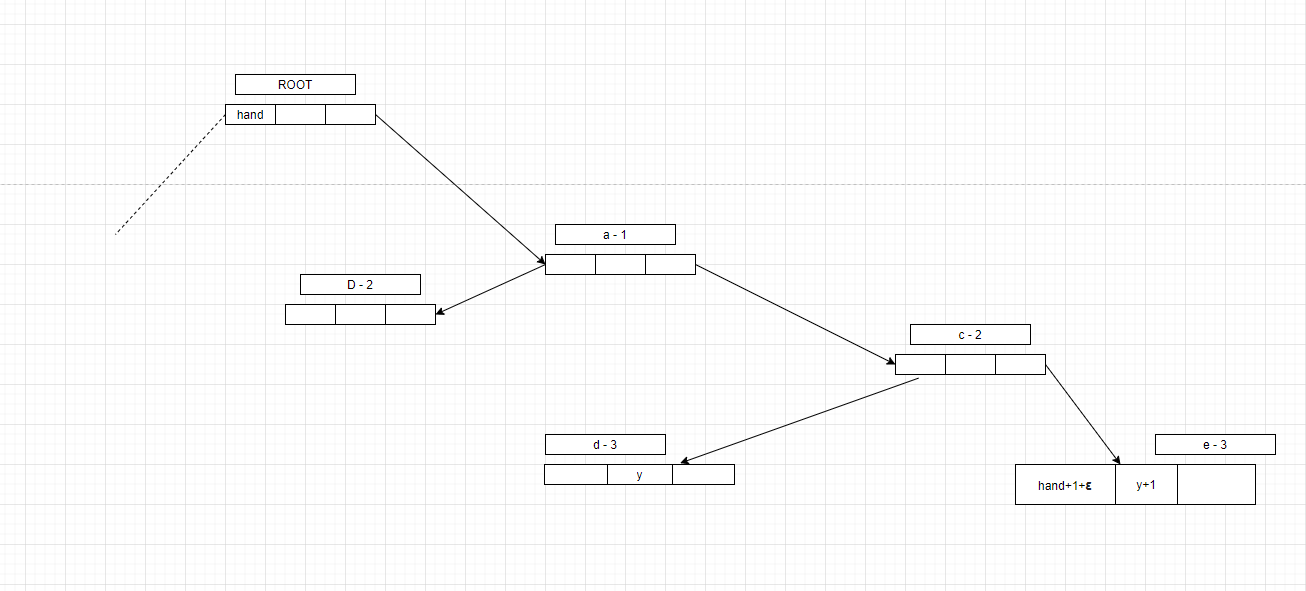 ROOT
hand
a - 1
D - 2
c - 2
d - 3
y
e - 3
hand+1+ε
y+1